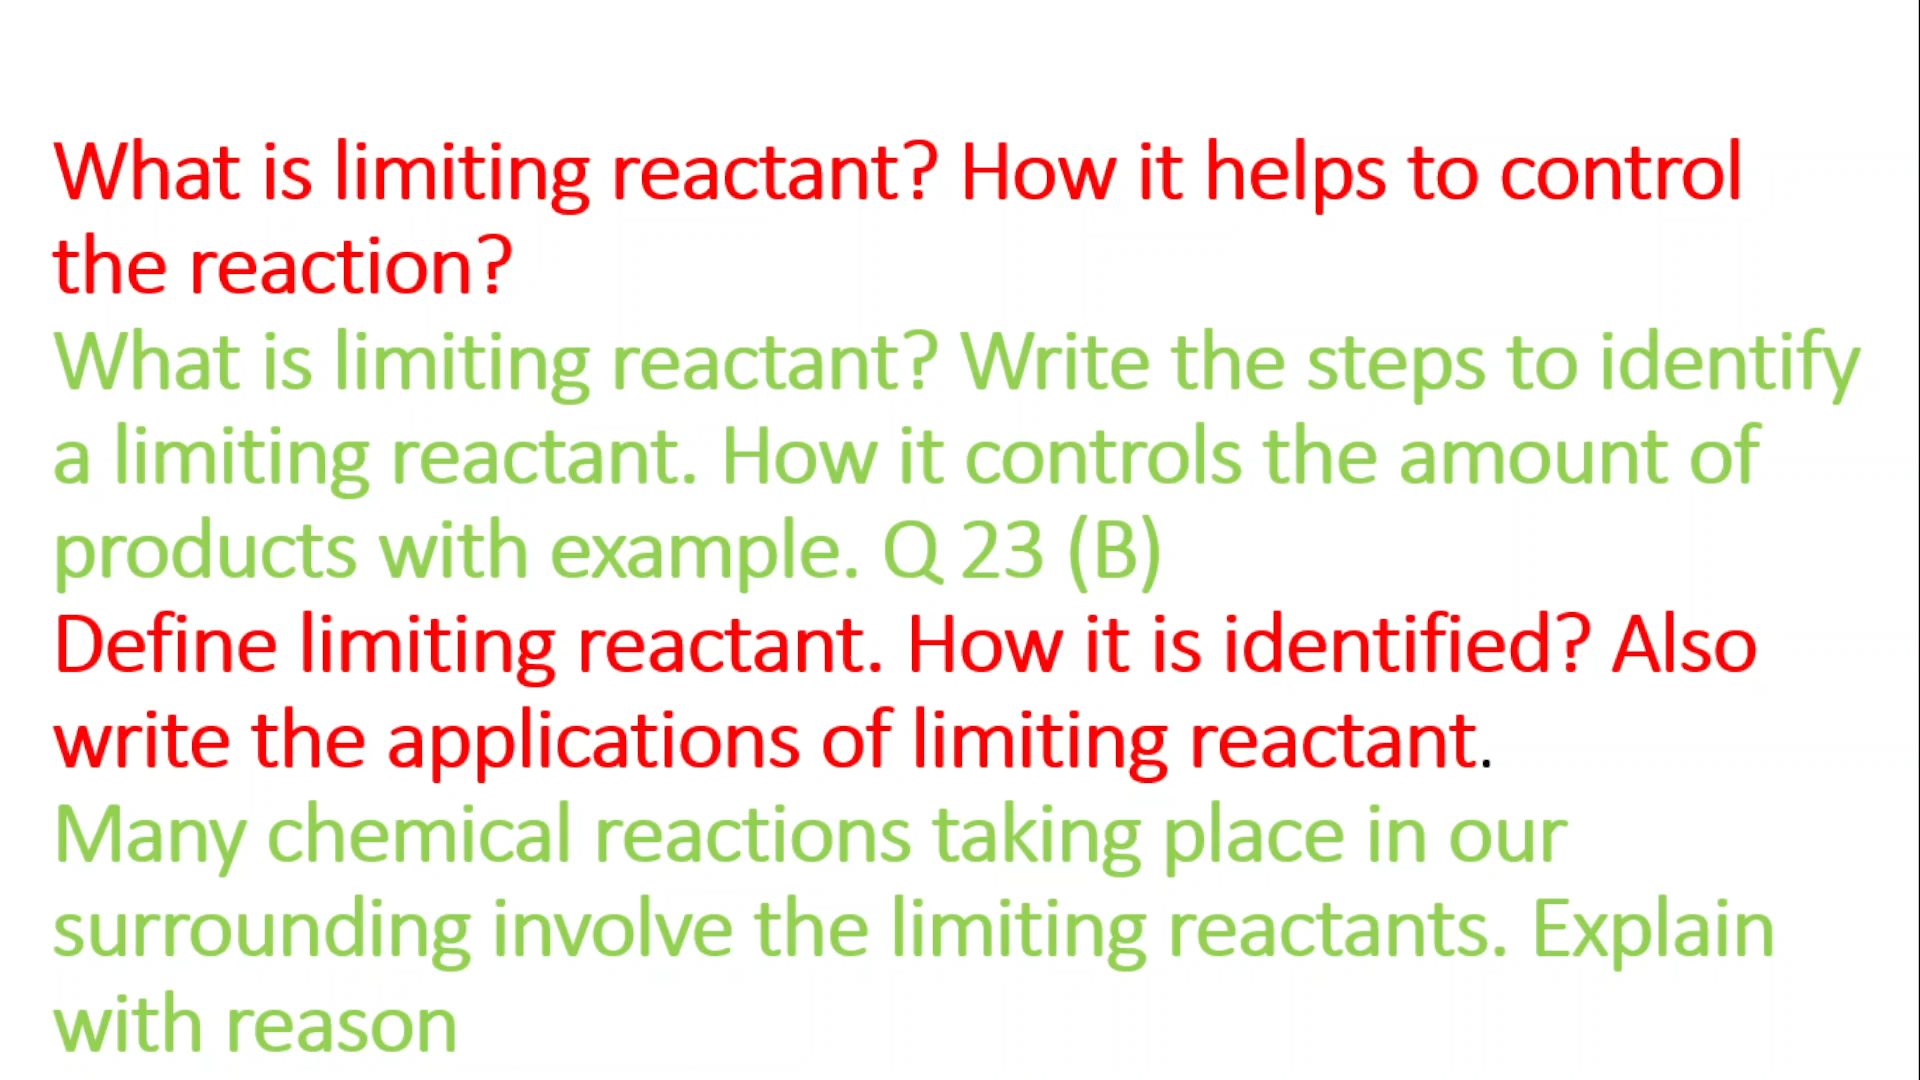 What is limiting reactant? How it helps to control
the reaction?
What is limiting reactant? Write the steps to identify
a limiting reactant. How it controls the amount of
products with example. Q 23 (B)
Define limiting reactant. How it is identified? Also
write the applications of limiting reactant.
Many chemical reactions taking place in our
surrounding involve the limiting reactants. Explain
with reason